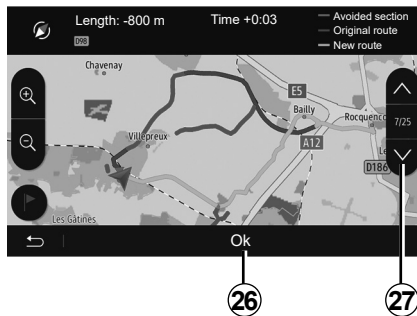 Length: -800 m
Time +0:03
Avoided section
Original route
New route
D98
Chavenay
E5
7/25
Bailly
Rocquenc
Villepreux
A12
Le
D186
Les Gâtines
Ok
26
27